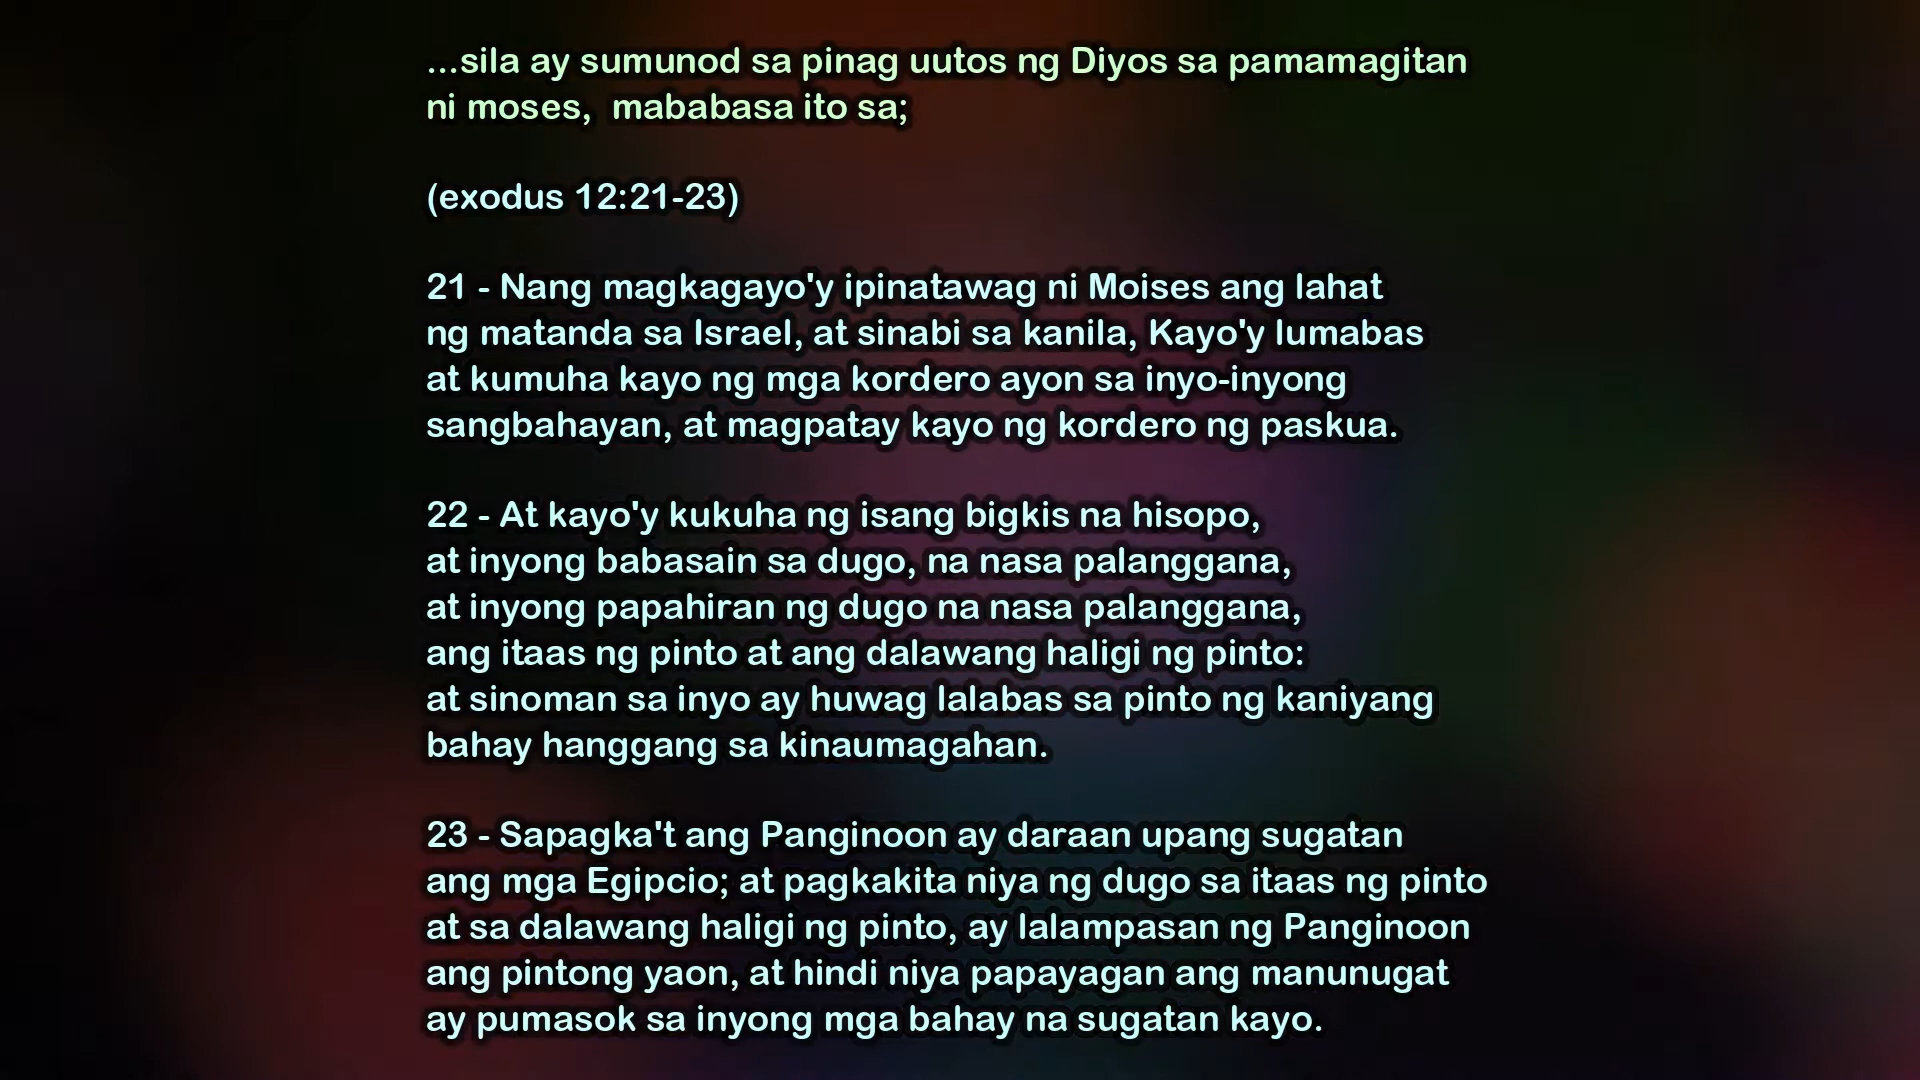 ...sila ay sumunod sa pinag uutos ng Diyos sa pamamagitan
ni moses,  mababasa ito sa;
(exodus 12:21-23)
21 - Nang magkagayo'y ipinatawag ni Moises ang lahat
ng matanda sa Israel, at sinabi sa kanila, Kayo'y lumabas
at kumuha kayo ng mga kordero ayon sa inyo-inyong
sangbahayan, at magpatay kayo ng kordero ng paskua.
22 - At kayo'y kukuha ng isang bigkis na hisopo,
at inyong babasain sa dugo, na nasa palanggana,
at inyong papahiran ng dugo na nasa palanggana,
ang itaas ng pinto at ang dalawang haligi ng pinto:
at sinoman sa inyo ay huwag lalabas sa pinto ng kaniyang
bahay hanggang sa kinaumagahan.
23 - Sapagka't ang Panginoon ay daraan upang sugatan
ang mga Egipcio; at pagkakita niya ng dugo sa itaas ng pinto
at sa dalawang haligi ng pinto, ay lalampasan ng Panginoon
ang pintong yaon, at hindi niya papayagan ang manunugat
ay pumasok sa inyong mga bahay na sugatan kayo.